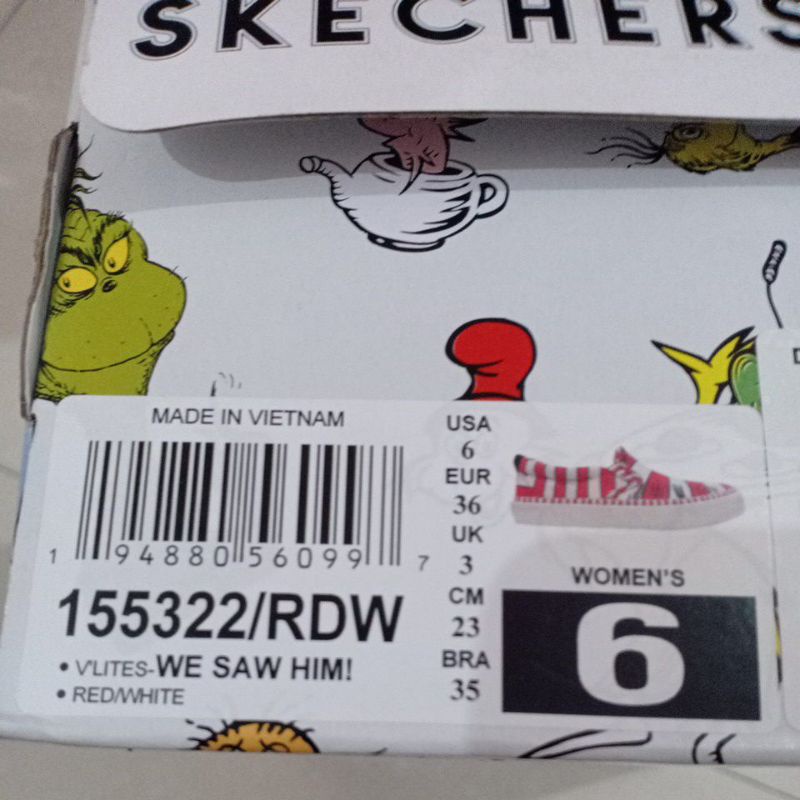 SKECHERS
MADE IN VIETNAM
1 94880 56099 7
155322/RDW
• V'LITES-WE SAW HIM!
• RED/WHITE
USA
6
EUR
36
UK
3
CM
23
BRA
35
WOMEN'S
6